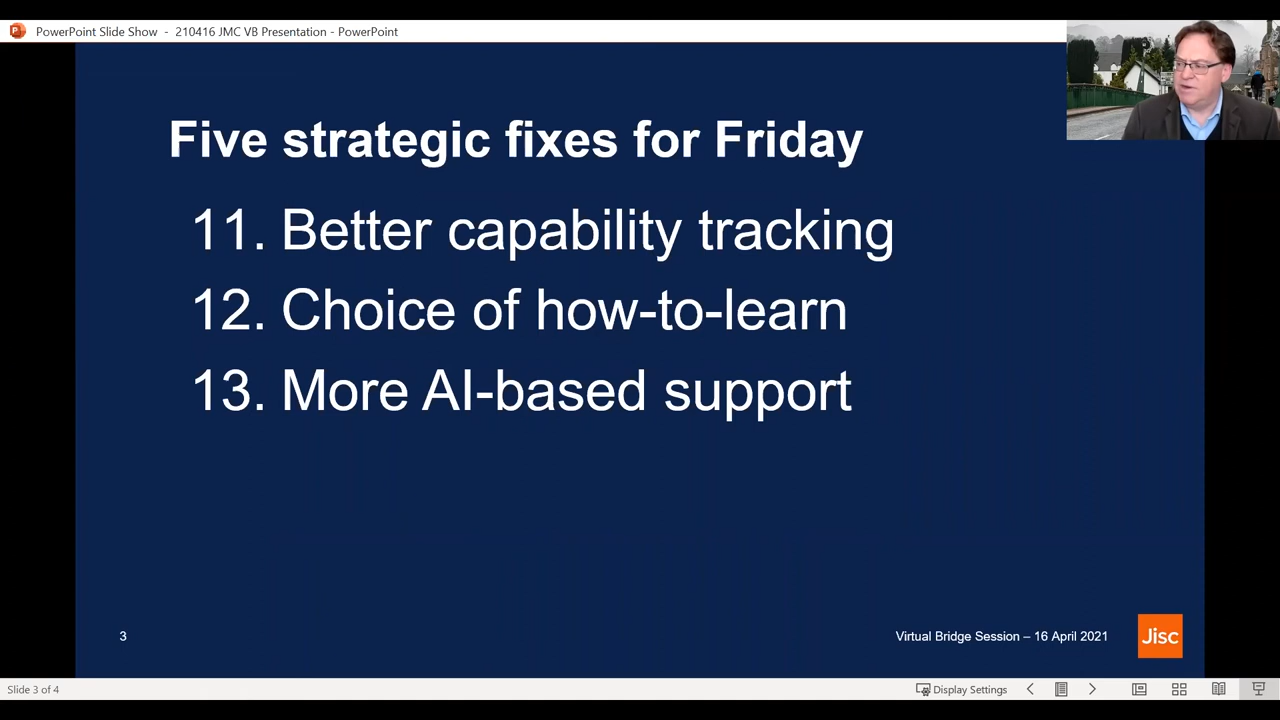 PowerPoint Slide Show - 210416 JMC VB Presentation - PowerPoint
Five strategic fixes for Friday
11. Better capability tracking
12. Choice of how-to-learn
13. More AI-based support
3
Virtual Bridge Session – 16 April 2021
Jisc
Slide 3 of 4
Display Settings